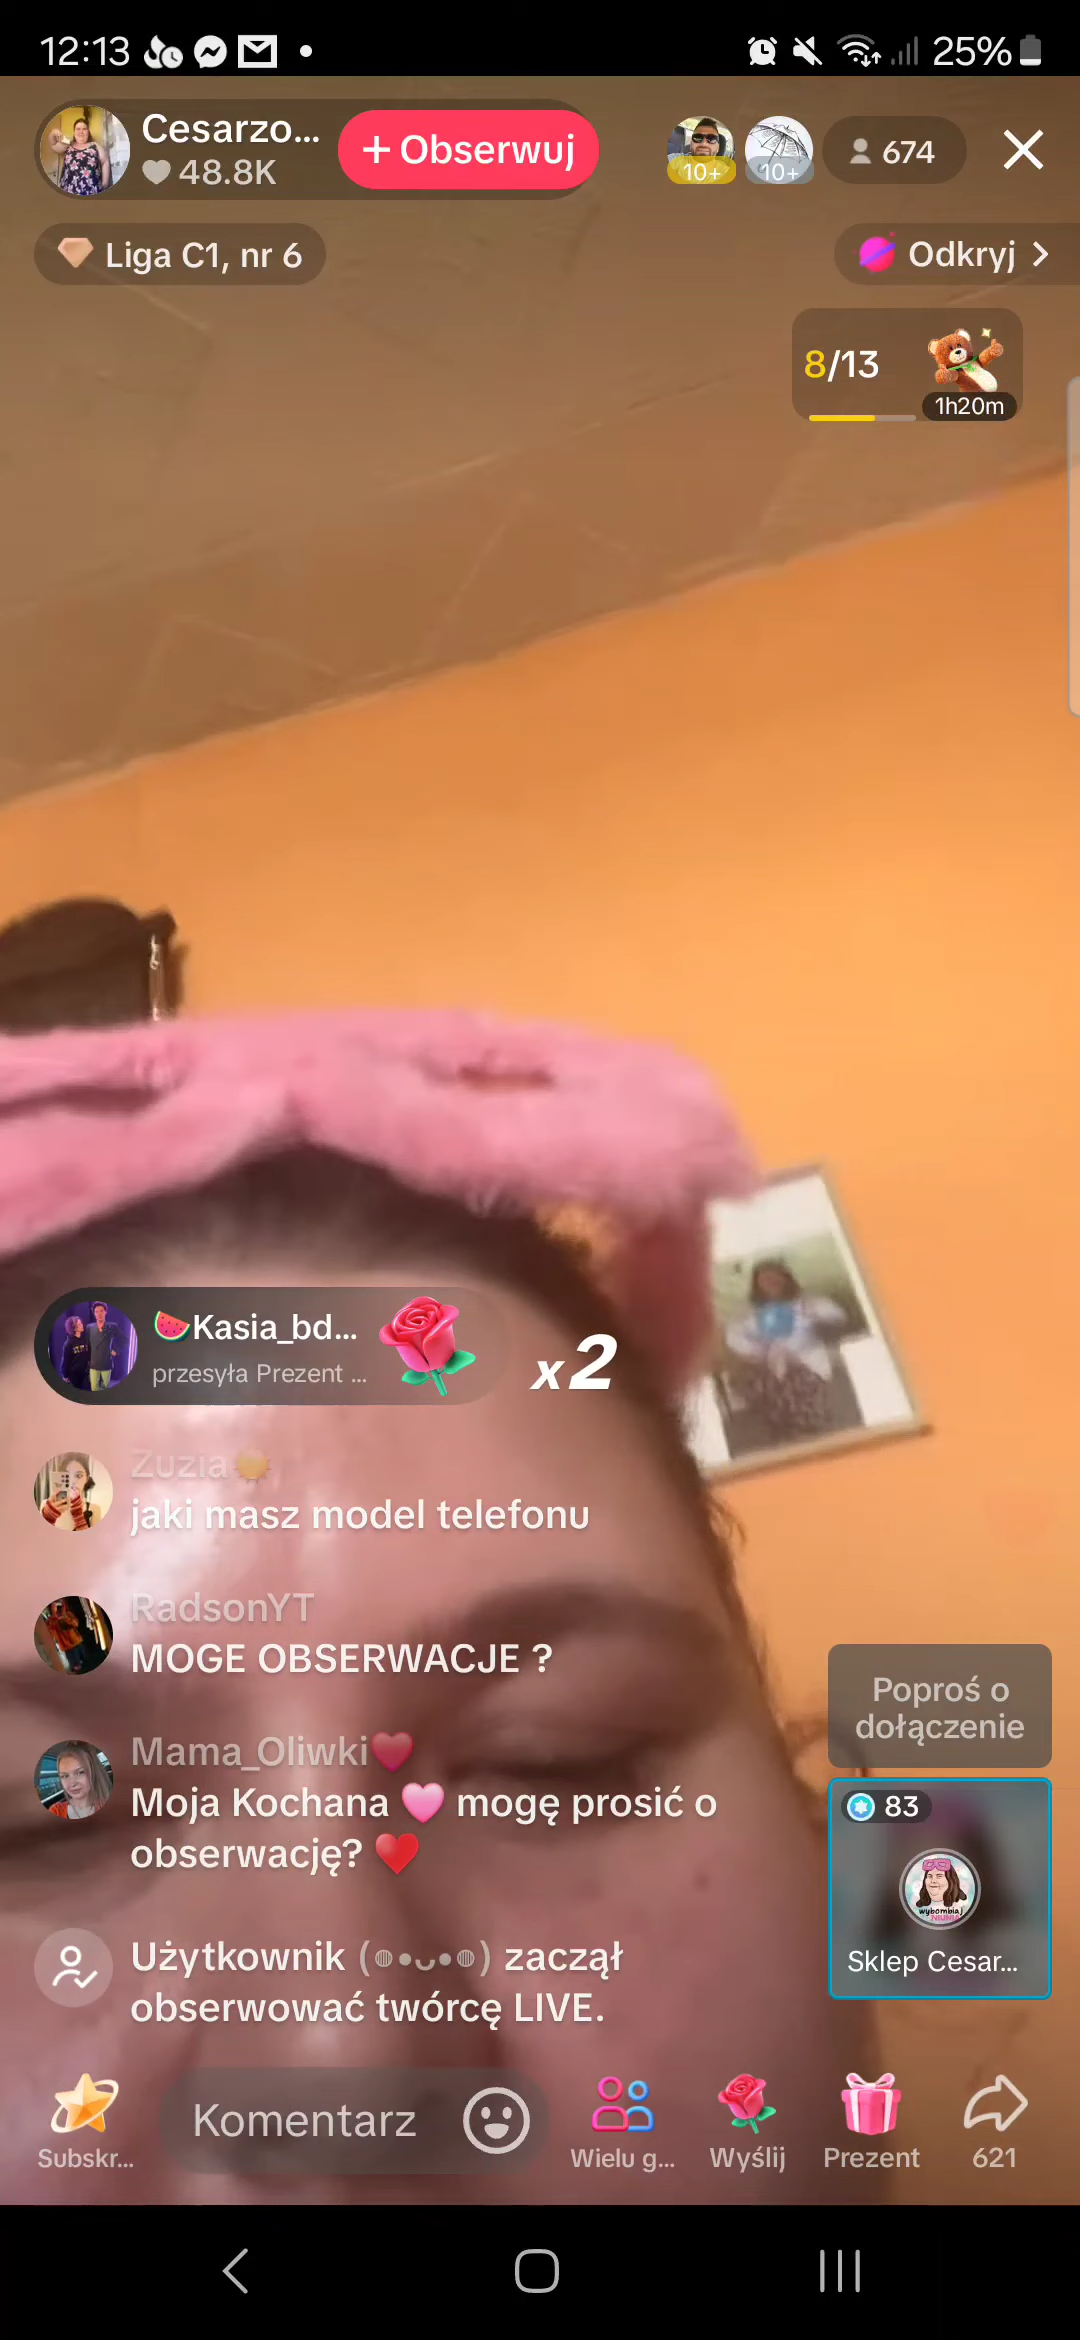 12:13
25%
Cesarzo...
48.8K
+ Obserwuj
10+
10+
674
Liga C1, nr 6
Odkryj >
8/13
1h20m
Kasia_bd...
przesyła Prezent ...
x2
Zuzia
jaki masz model telefonu
RadsonYT
MOGE OBSERWACJE ?
Mama_Oliwki❤️
Moja Kochana 🩷 mogę prosić o
obserwację? ❤️
Użytkownik (◍•ᴗ•◍) zaczął
obserwować twórcę LIVE.
Poproś o
dołączenie
83
wybombiaj
NIUNIA
Sklep Cesar...
Subskr...
Komentarz
Wielu g...
Wyślij
Prezent
621